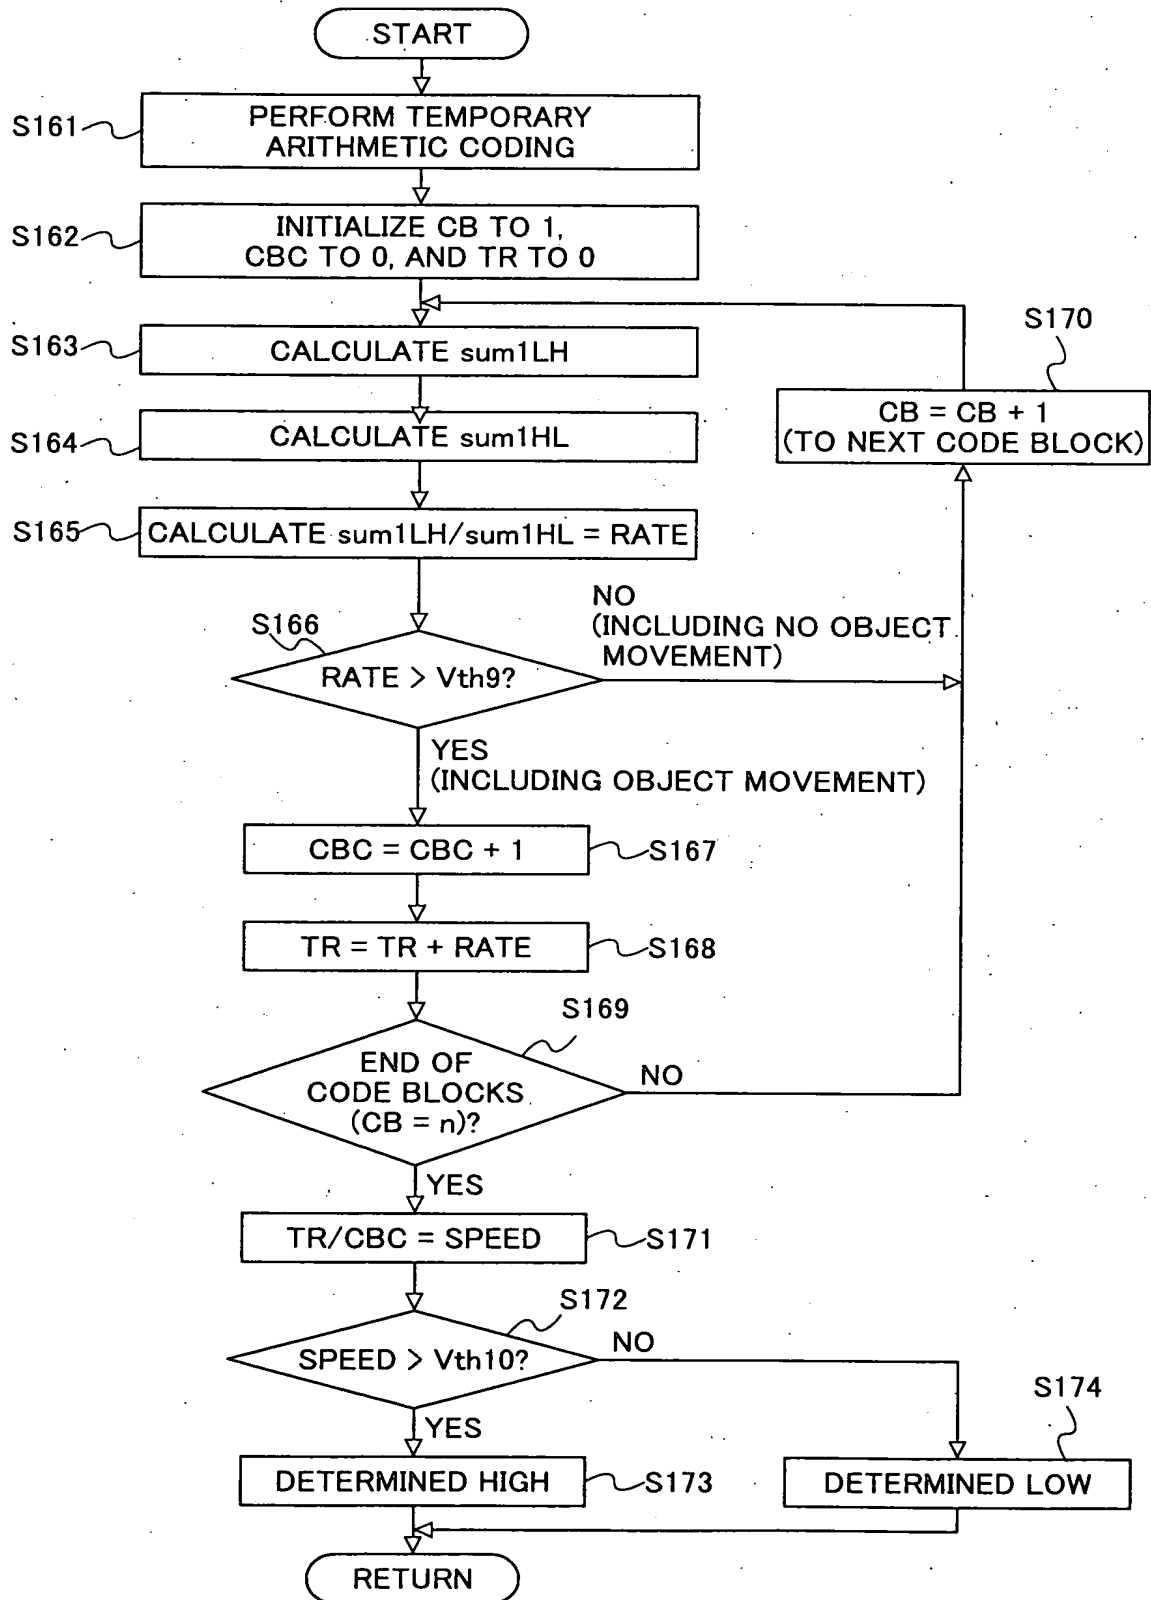 START
S161
PERFORM TEMPORARY
ARITHMETIC CODING
S162
INITIALIZE CB TO 1,
CBC TO 0, AND TR TO 0
S163
CALCULATE sum1LH
S170
CB = CB + 1
(TO NEXT CODE BLOCK)
S164
CALCULATE sum1HL
S165
CALCULATE sum1LH/sum1HL = RATE
S166
RATE > Vth9?
NO
(INCLUDING NO OBJECT
MOVEMENT)
YES
(INCLUDING OBJECT MOVEMENT)
CBC = CBC + 1
S167
TR = TR + RATE
S168
S169
END OF
CODE BLOCKS
(CB = n)?
NO
YES
TR/CBC = SPEED
S171
S172
SPEED > Vth10?
NO
YES
S174
DETERMINED HIGH
S173
DETERMINED LOW
RETURN